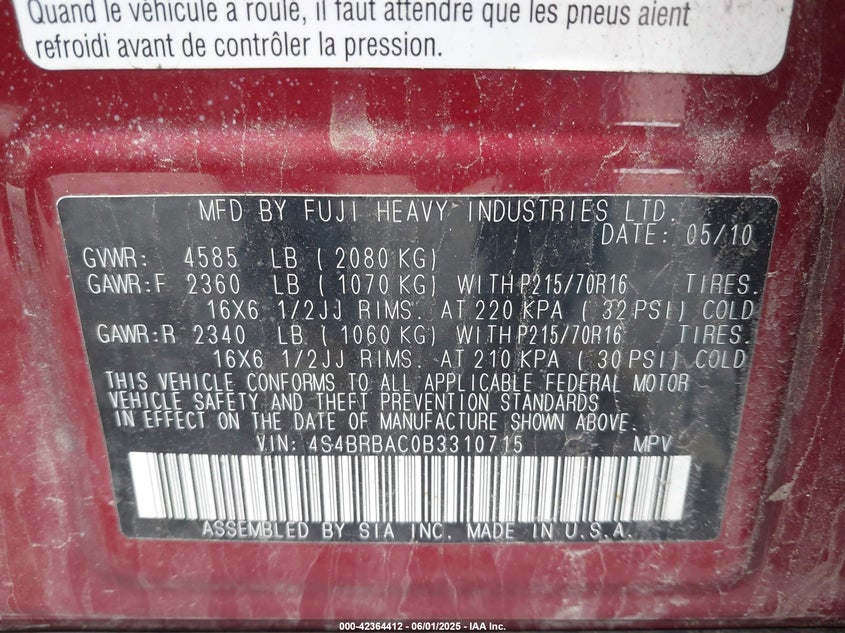 Quand le véhicule a roulé, il faut attendre que les pneus aient
refroidi avant de contrôler la pression.
MFD BY FUJI HEAVY INDUSTRIES LTD.
DATE: 05/10
GVWR: 4585 LB ( 2080 KG)
GAWR:F 2360 LB ( 1070 KG) WITH P215/70R16 TIRES.
16X6 1/2JJ RIMS. AT 220 KPA ( 32 PSI) COLD
GAWR:R 2340 LB ( 1060 KG) WITH P215/70R16 TIRES.
16X6 1/2JJ RIMS. AT 210 KPA ( 30 PSI) COLD
THIS VEHICLE CONFORMS TO ALL APPLICABLE FEDERAL MOTOR
VEHICLE SAFETY AND THEFT PREVENTION STANDARDS
IN EFFECT ON THE DATE OF MANUFACTURE SHOWN ABOVE.
VIN: 4S4BRBAC0B3310715 MPV
ASSEMBLED BY SIA INC. MADE IN U.S.A.
000-42364412 - 06/01/2025 - IAA Inc.